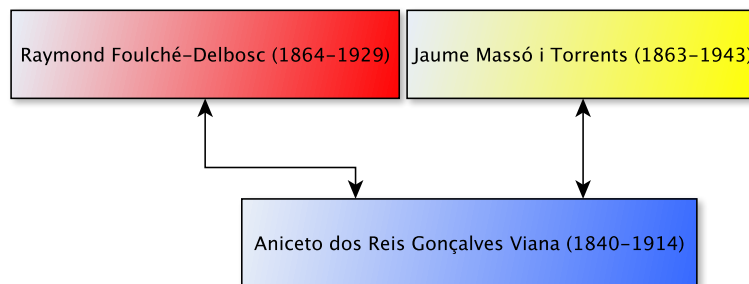 Raymond Foulché-Delbosc (1864-1929)
Jaume Massó i Torrents (1863-1943)
Aniceto dos Reis Gonçalves Viana (1840-1914)